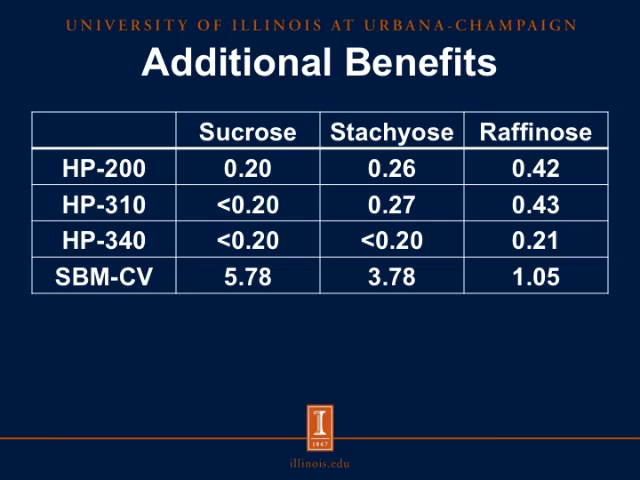 UNIVERSITY OF ILLINOIS AT URBANA-CHAMPAIGN
Additional Benefits
Sucrose Stachyose Raffinose
HP-200 0.20 0.26 0.42
HP-310 <0.20 0.27 0.43
HP-340 <0.20 <0.20 0.21
SBM-CV 5.78 3.78 1.05
I
1867
illinois.edu